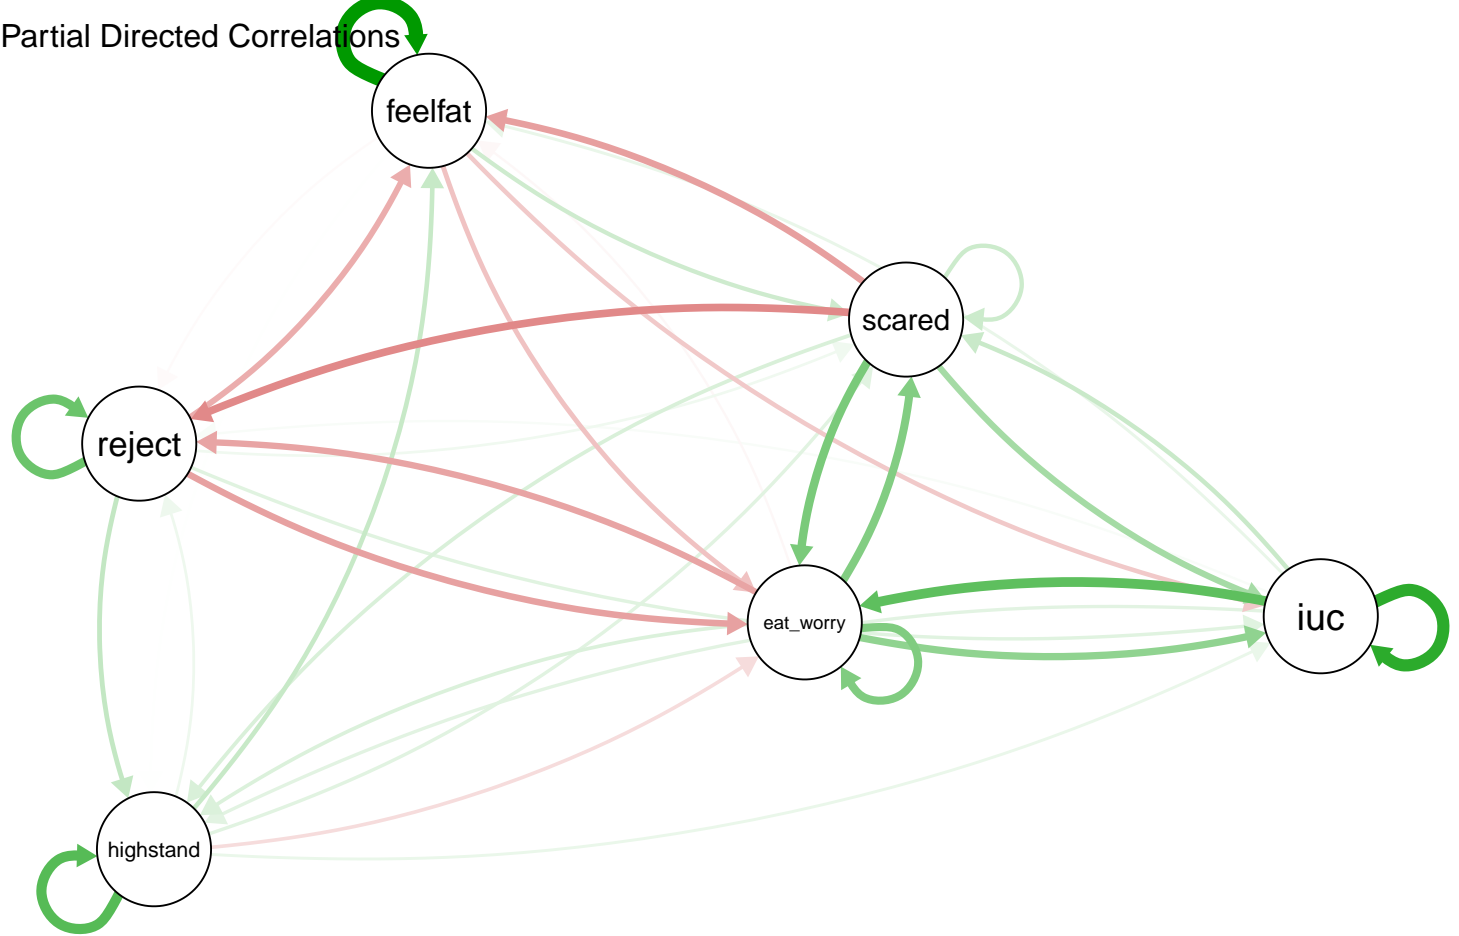 Partial Directed Correlations
feelfat
scared
reject
eat_worry
iuc
highstand